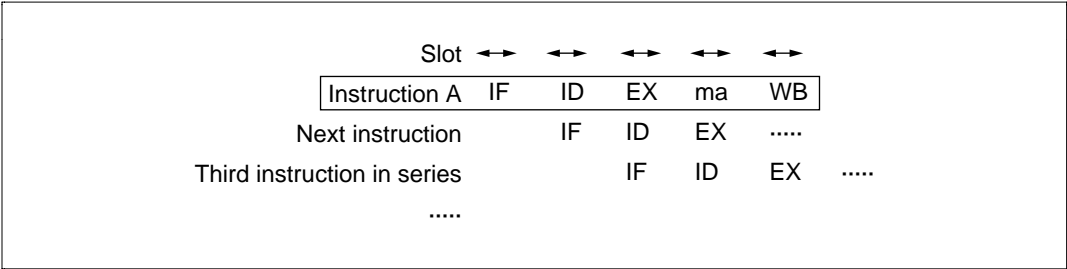 Slot
Instruction A IF ID EX ma WB
Next instruction IF ID EX .....
Third instruction in series IF ID EX .....
.....